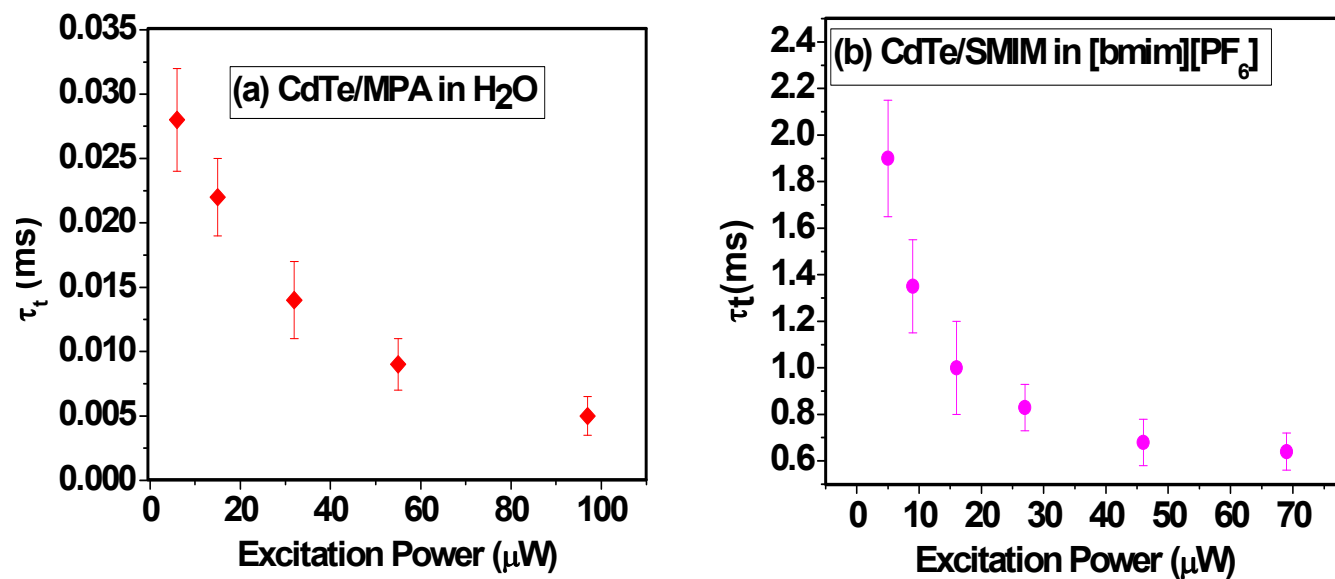 (a) CdTe/MPA in H2O
τt (ms)
0.035
0.030
0.025
0.020
0.015
0.010
0.005
0.000
0 20 40 60 80 100
Excitation Power (μW)
(b) CdTe/SMIM in [bmim][PF6]
τt(ms)
2.4
2.2
2.0
1.8
1.6
1.4
1.2
1.0
0.8
0.6
0 10 20 30 40 50 60 70
Excitation Power (μW)